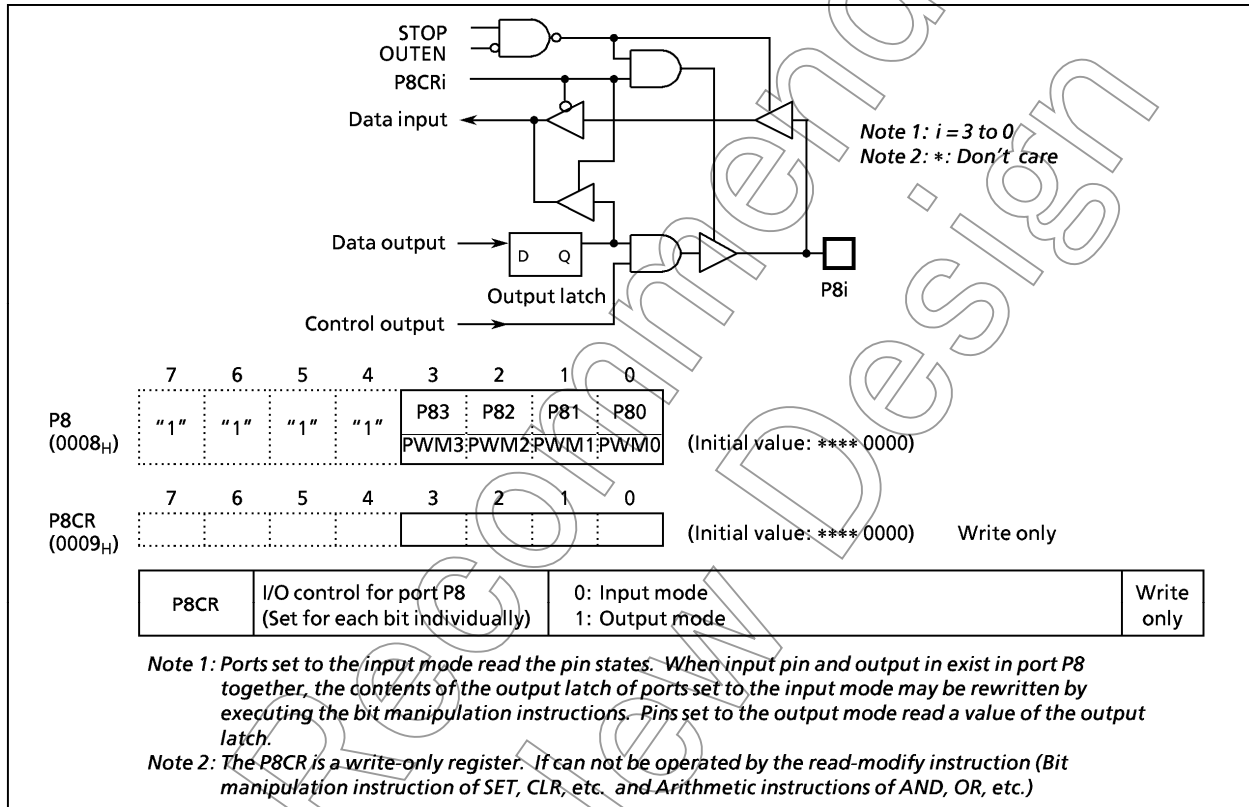 STOP
OUTEN
P8CRi
Data input
Note 1: i = 3 to 0
Note 2: *: Don't care
Data output
D Q
Output latch
P8i
Control output
7 6 5 4 3 2 1 0
P8
(0008H)
"1" "1" "1" "1" P83 P82 P81 P80
PWM3 PWM2 PWM1 PWM0
(Initial value: **** 0000)
7 6 5 4 3 2 1 0
P8CR
(0009H)
(Initial value: **** 0000) Write only
P8CR
I/O control for port P8
(Set for each bit individually)
0: Input mode
1: Output mode
Write
only
Note 1: Ports set to the input mode read the pin states. When input pin and output in exist in port P8
together, the contents of the output latch of ports set to the input mode may be rewritten by
executing the bit manipulation instructions. Pins set to the output mode read a value of the output
latch.
Note 2: The P8CR is a write-only register. If can not be operated by the read-modify instruction (Bit
manipulation instruction of SET, CLR, etc. and Arithmetic instructions of AND, OR, etc.)
Recommend
New Design